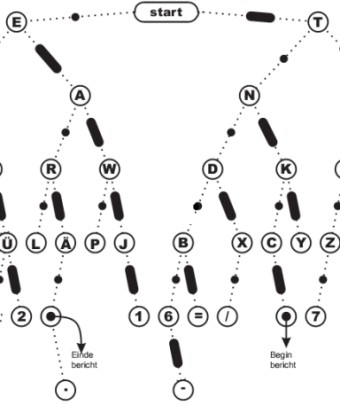 start
E T
A N
R W D K
Ü L Ä P J B X C Y Z
2 1 6 = / 7
Einde
bericht
Begin
bericht
. -